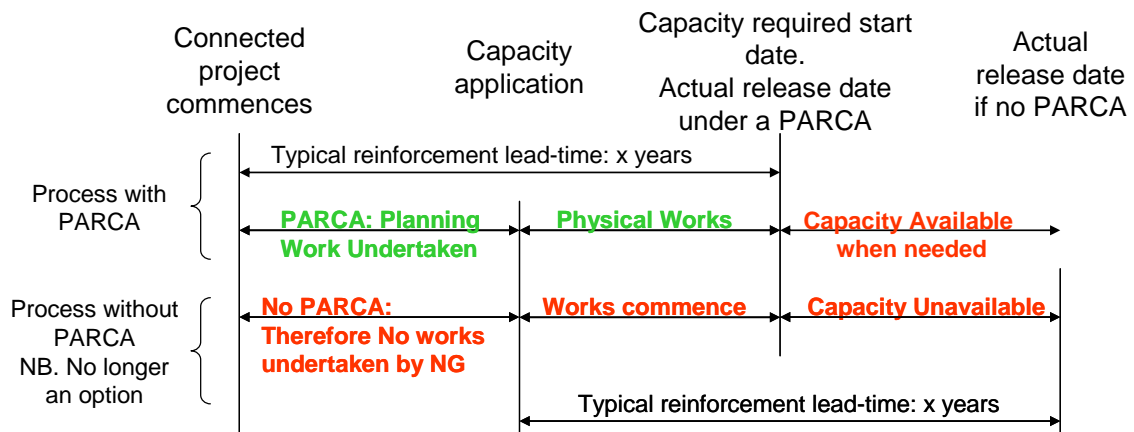 Connected
project
commences
Capacity
application
Capacity required start
date.
Actual release date
under a PARCA
Actual
release date
if no PARCA
Typical reinforcement lead-time: x years
Process with
PARCA
PARCA: Planning
Work Undertaken
Physical Works
Capacity Available
when needed
Process without
PARCA
NB. No longer
an option
No PARCA:
Therefore No works
undertaken by NG
Works commence
Capacity Unavailable
Typical reinforcement lead-time: x years